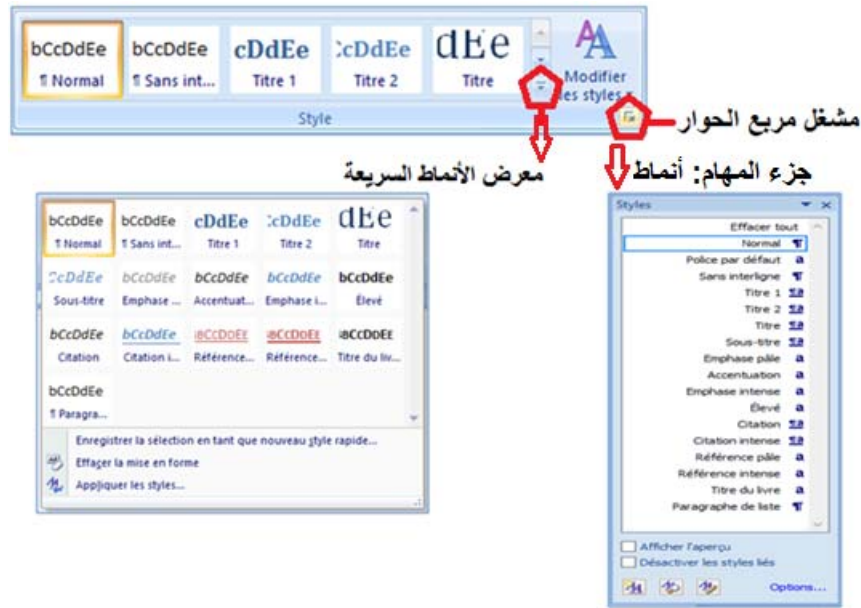 bCcDdEe bCcDdEe cDdEe CcDdEe dEe
¶ Normal ¶ Sans int... Titre 1 Titre 2 Titre
Modifier
les styles
Style
مشغل مربع الحوار
معرض الأنماط السريعة
جزء المهام: أنماط
bCcDdEe bCcDdEe cDdEe CcDdEe dEe
¶ Normal ¶ Sans int... Titre 1 Titre 2 Titre
CcDdEe bCcDdEe bCcDdEe bCcDdEe bCcDdEe
Sous-titre Emphase ... Accentuat... Emphase i... Élevé
bCcDdEe bCcDdEe BCCDDEE BCCDDEE BCCDDEE
Citation Citation i... Référence... Référence... Titre du liv...
bCcDdEe
¶ Paragra...
Enregistrer la sélection en tant que nouveau style rapide...
Effacer la mise en forme
Appliquer les styles...
Styles
Effacer tout
Normal ¶
Police par défaut a
Sans interligne ¶
Titre 1 ¶a
Titre 2 ¶a
Titre ¶a
Sous-titre ¶a
Emphase pâle a
Accentuation a
Emphase intense a
Élevé a
Citation ¶a
Citation intense ¶a
Référence pâle a
Référence intense a
Titre du livre a
Paragraphe de liste ¶
Afficher l'aperçu
Désactiver les styles liés
Options...